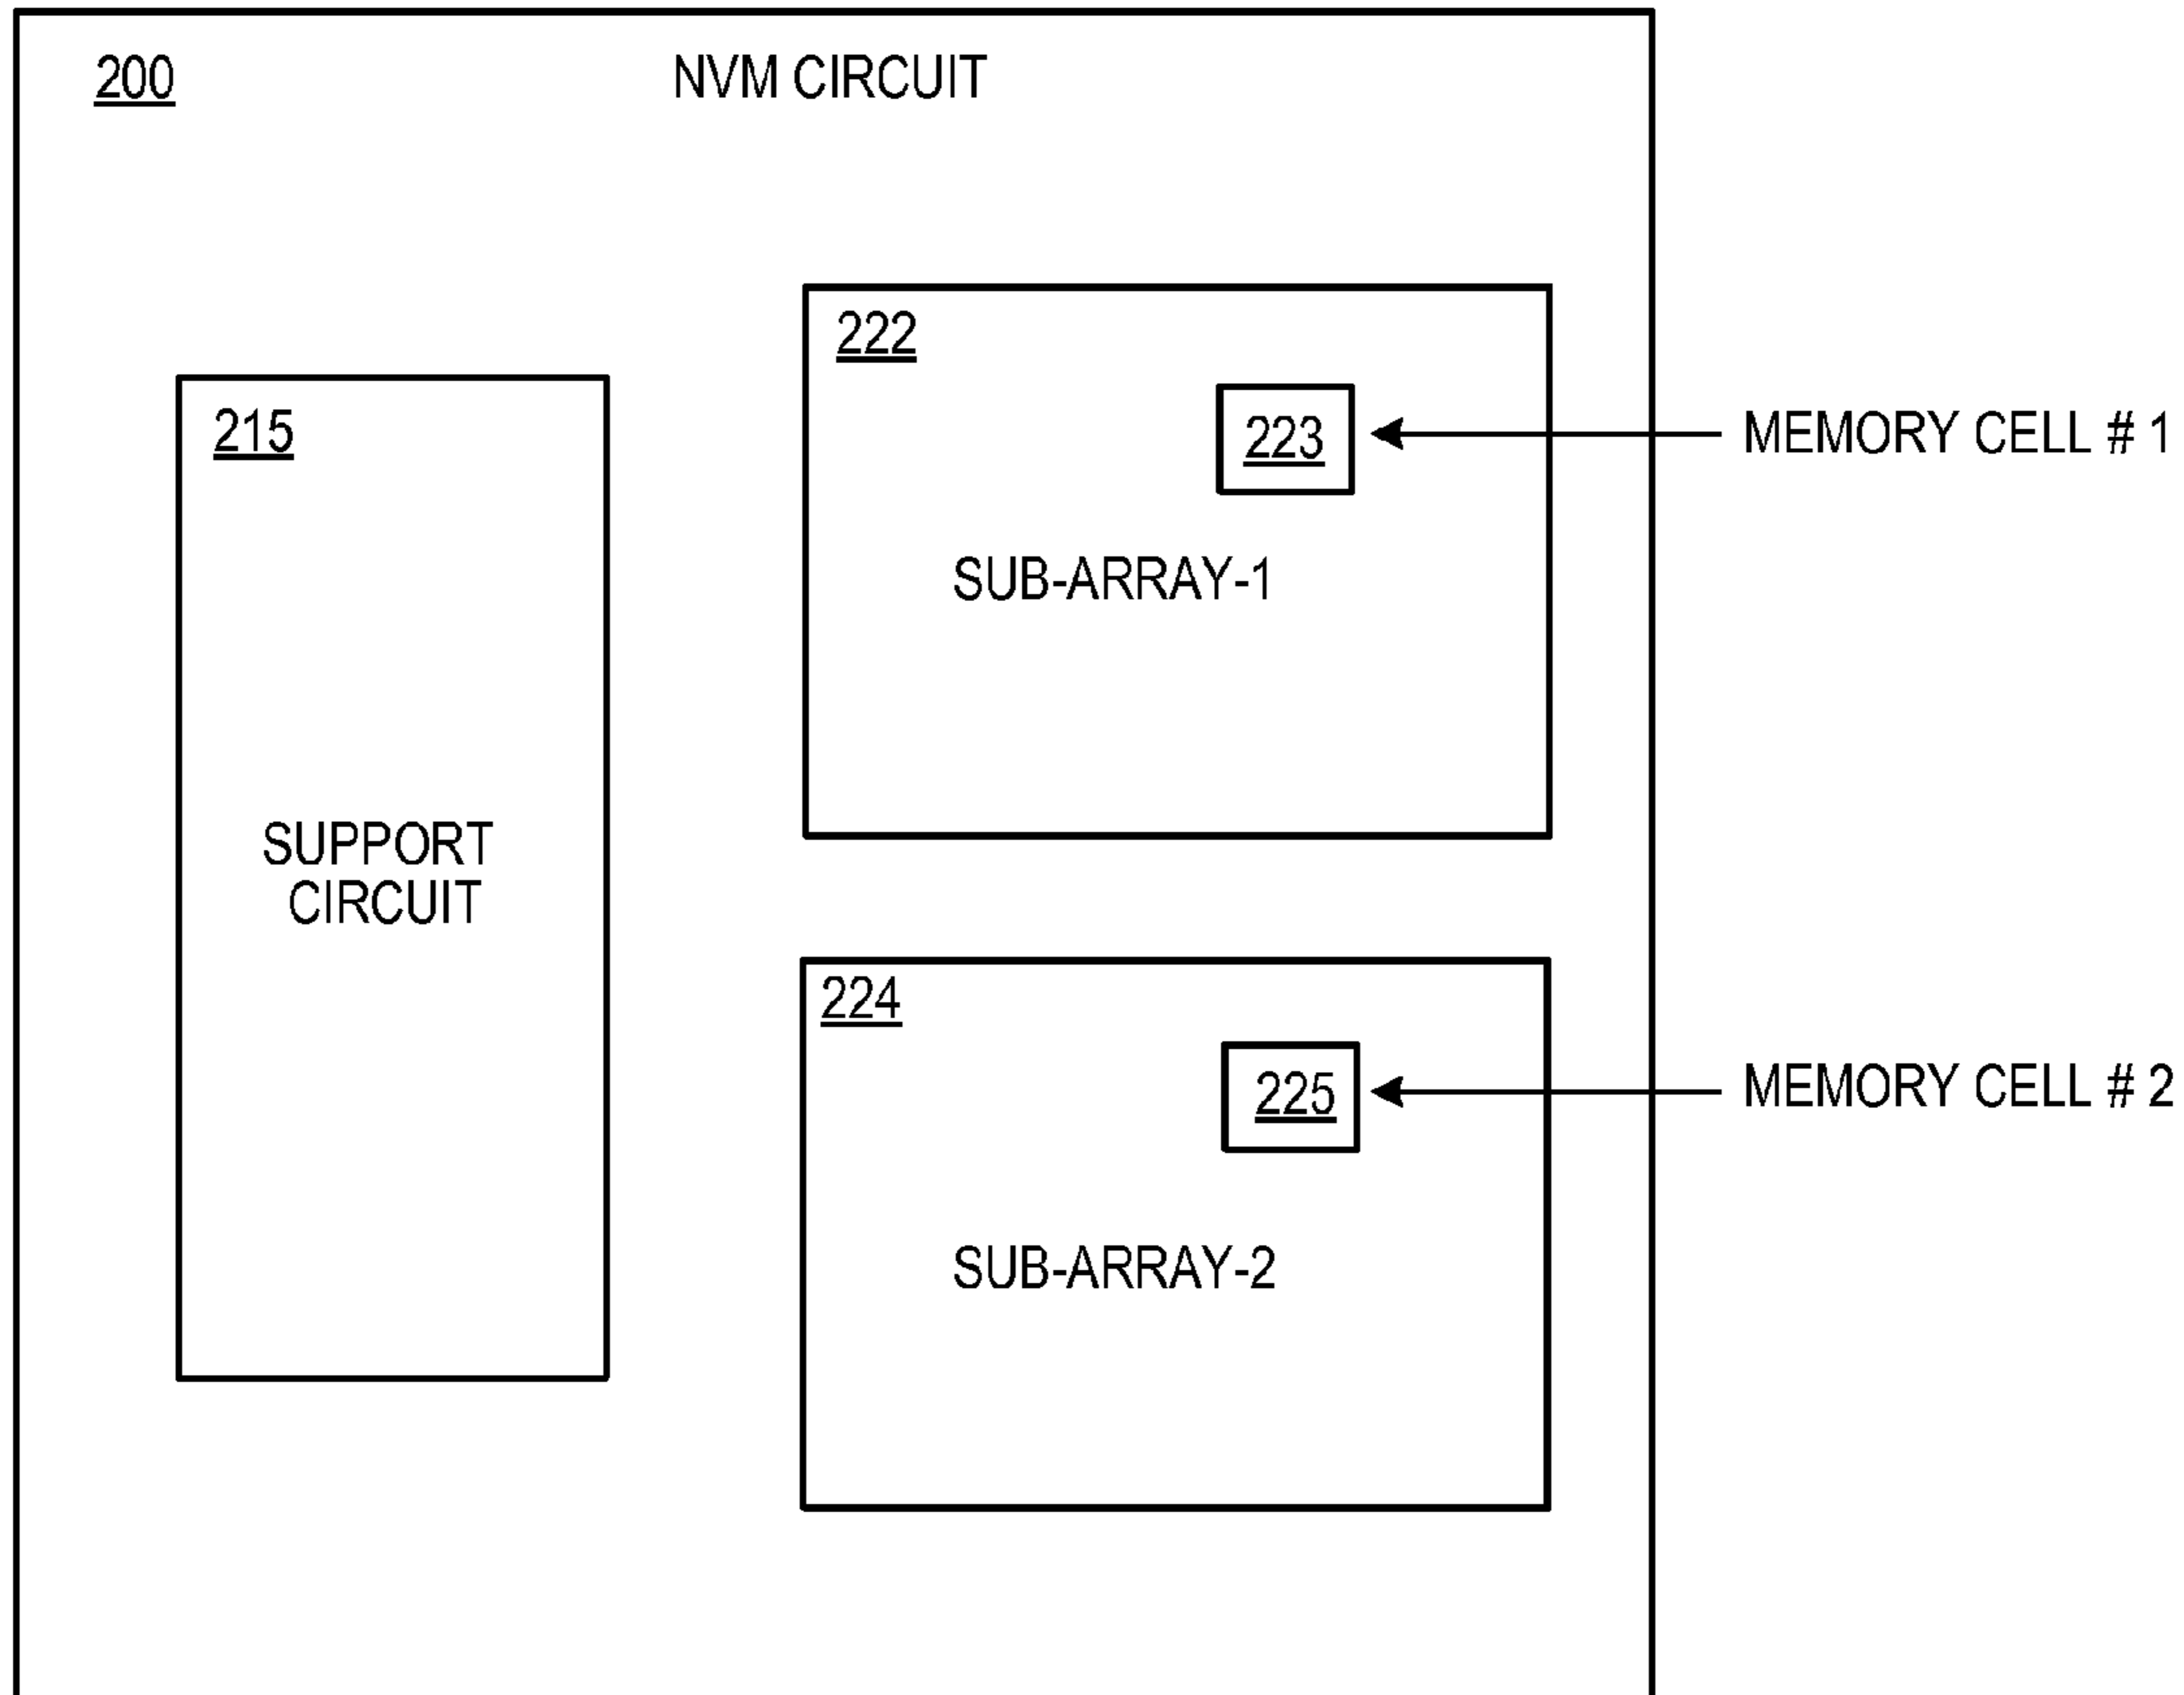 200
NVM CIRCUIT
222
215
223
MEMORY CELL # 1
SUB-ARRAY-1
SUPPORT
CIRCUIT
224
225
MEMORY CELL # 2
SUB-ARRAY-2